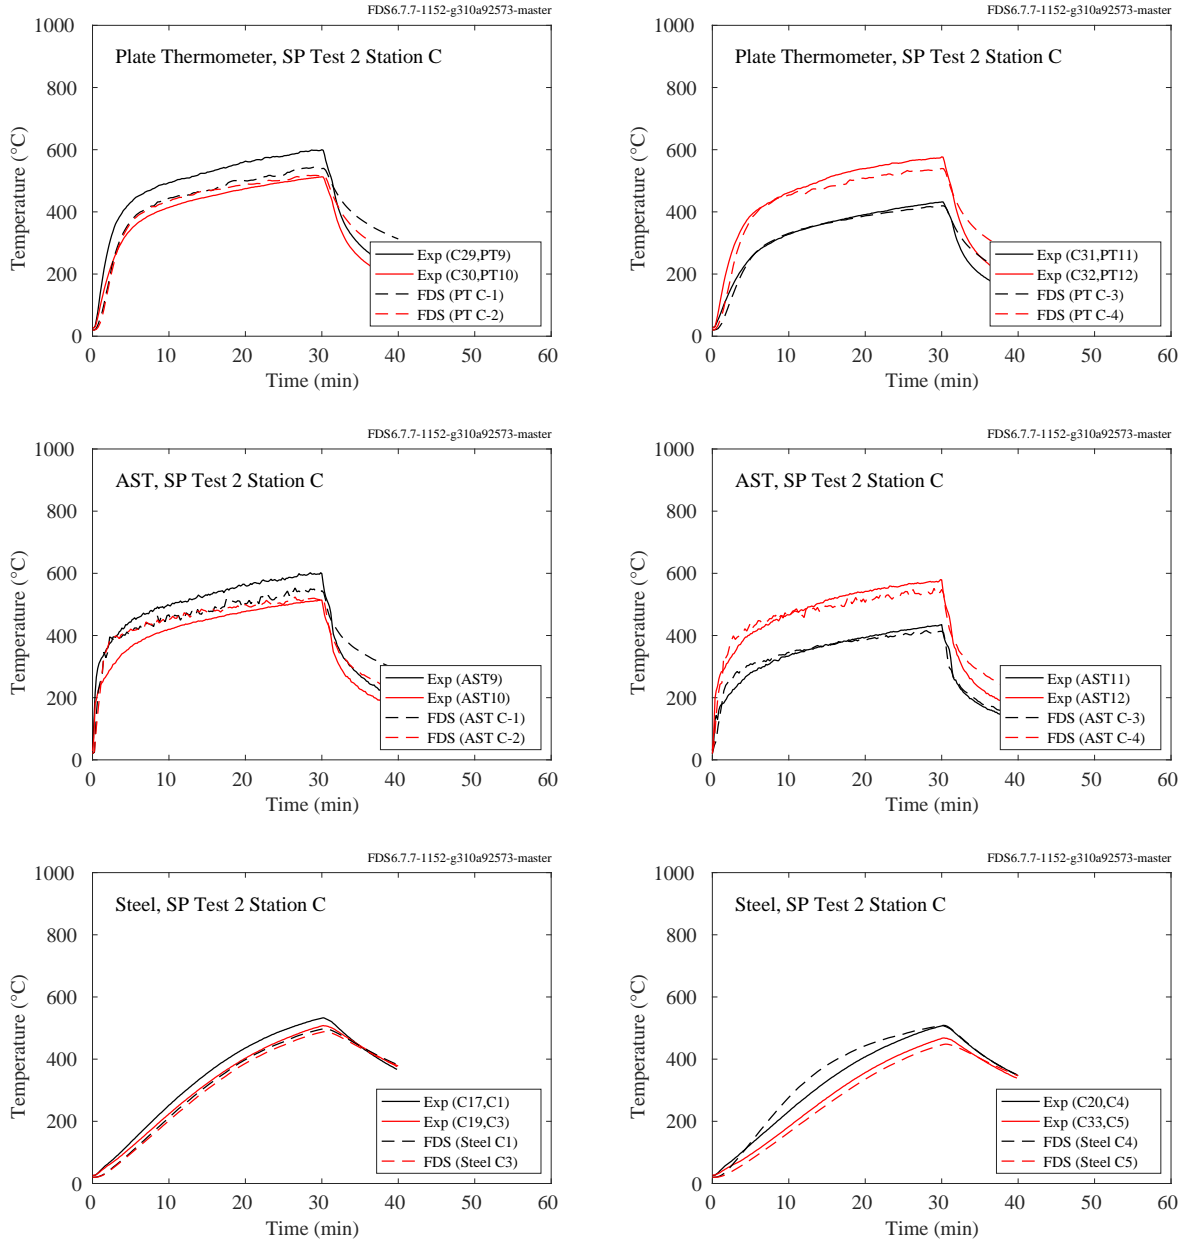 FDS6.7.7-1152-g310a92573-master
Plate Thermometer, SP Test 2 Station C
Temperature (°C)
1000
800
600
400
200
0
Exp (C29,PT9)
Exp (C30,PT10)
FDS (PT C-1)
FDS (PT C-2)
0 10 20 30 40 50 60
Time (min)
FDS6.7.7-1152-g310a92573-master
Plate Thermometer, SP Test 2 Station C
Temperature (°C)
1000
800
600
400
200
0
Exp (C31,PT11)
Exp (C32,PT12)
FDS (PT C-3)
FDS (PT C-4)
0 10 20 30 40 50 60
Time (min)
FDS6.7.7-1152-g310a92573-master
AST, SP Test 2 Station C
Temperature (°C)
1000
800
600
400
200
0
Exp (AST9)
Exp (AST10)
FDS (AST C-1)
FDS (AST C-2)
0 10 20 30 40 50 60
Time (min)
FDS6.7.7-1152-g310a92573-master
AST, SP Test 2 Station C
Temperature (°C)
1000
800
600
400
200
0
Exp (AST11)
Exp (AST12)
FDS (AST C-3)
FDS (AST C-4)
0 10 20 30 40 50 60
Time (min)
FDS6.7.7-1152-g310a92573-master
Steel, SP Test 2 Station C
Temperature (°C)
1000
800
600
400
200
0
Exp (C17,C1)
Exp (C19,C3)
FDS (Steel C1)
FDS (Steel C3)
0 10 20 30 40 50 60
Time (min)
FDS6.7.7-1152-g310a92573-master
Steel, SP Test 2 Station C
Temperature (°C)
1000
800
600
400
200
0
Exp (C20,C4)
Exp (C33,C5)
FDS (Steel C4)
FDS (Steel C5)
0 10 20 30 40 50 60
Time (min)